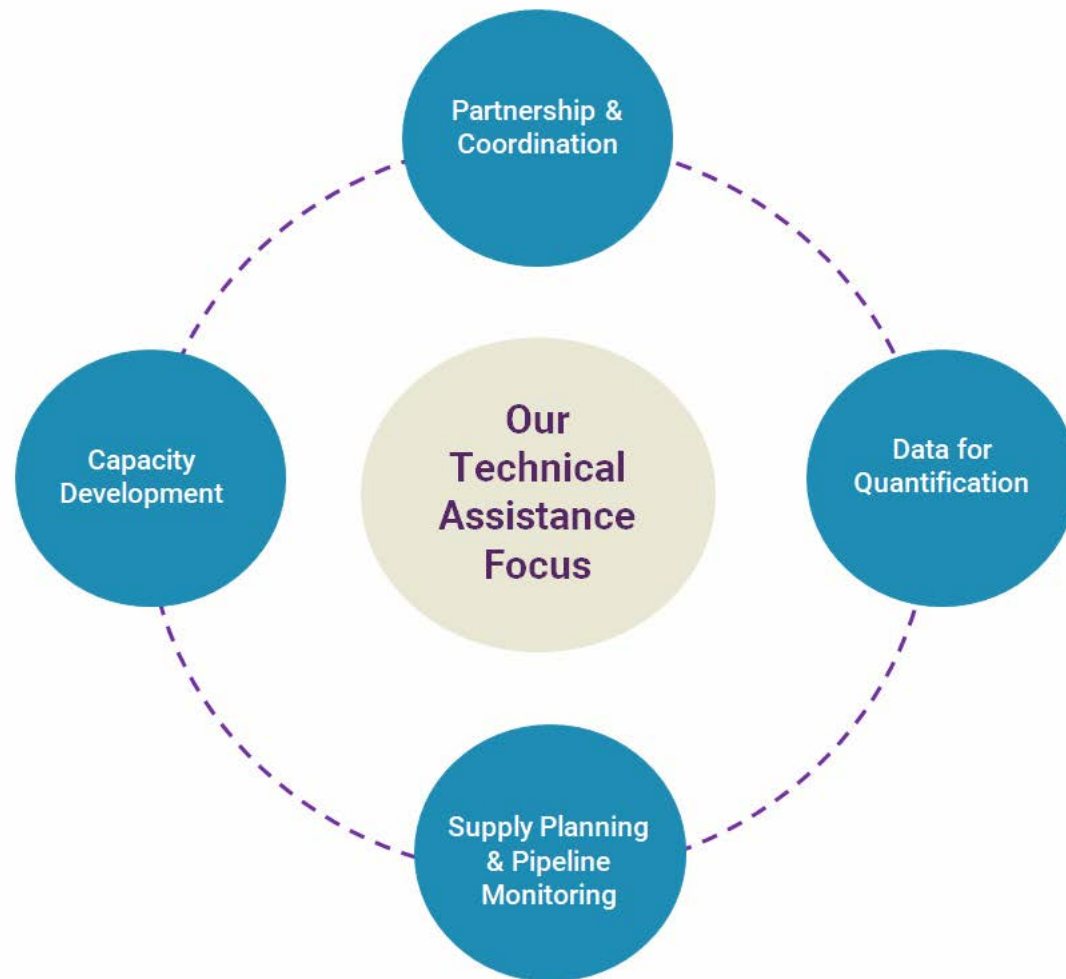 Partnership &
Coordination
Capacity
Development
Our
Technical
Assistance
Focus
Data for
Quantification
Supply Planning
& Pipeline
Monitoring